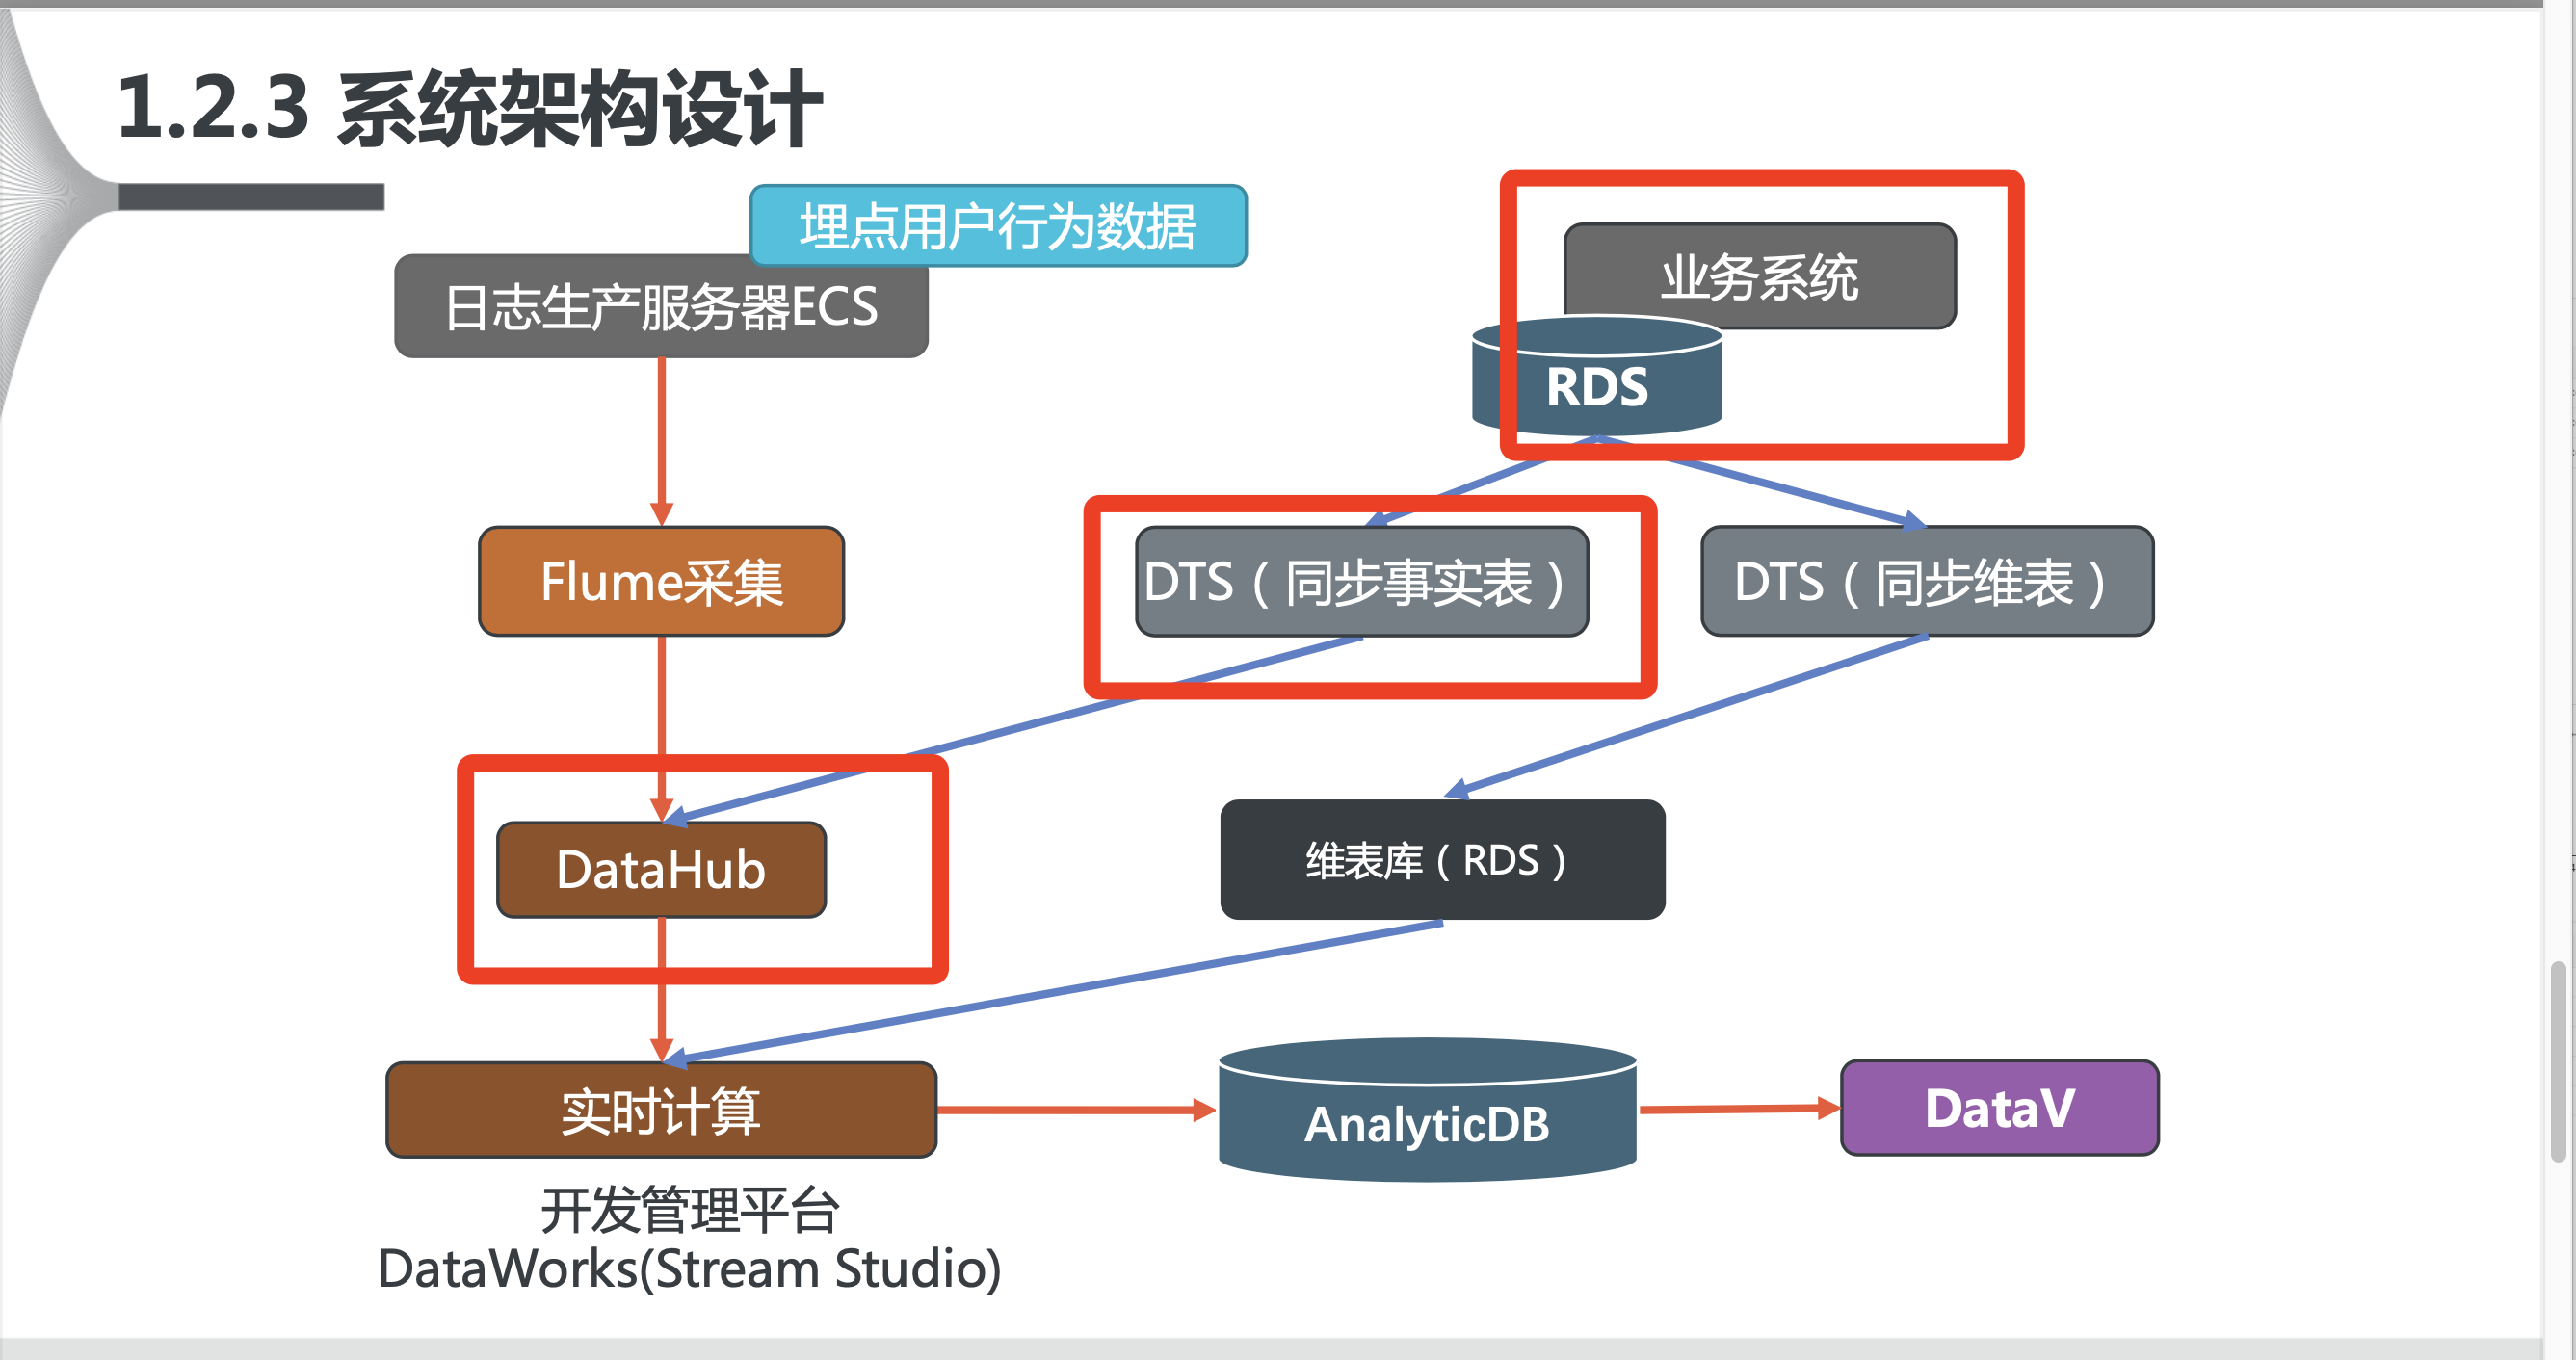 1.2.3 系统架构设计
埋点用户行为数据
日志生产服务器ECS
业务系统
RDS
Flume采集
DTS（同步事实表）
DTS（同步维表）
DataHub
维表库（RDS）
实时计算
AnalyticDB
DataV
开发管理平台
DataWorks(Stream Studio)